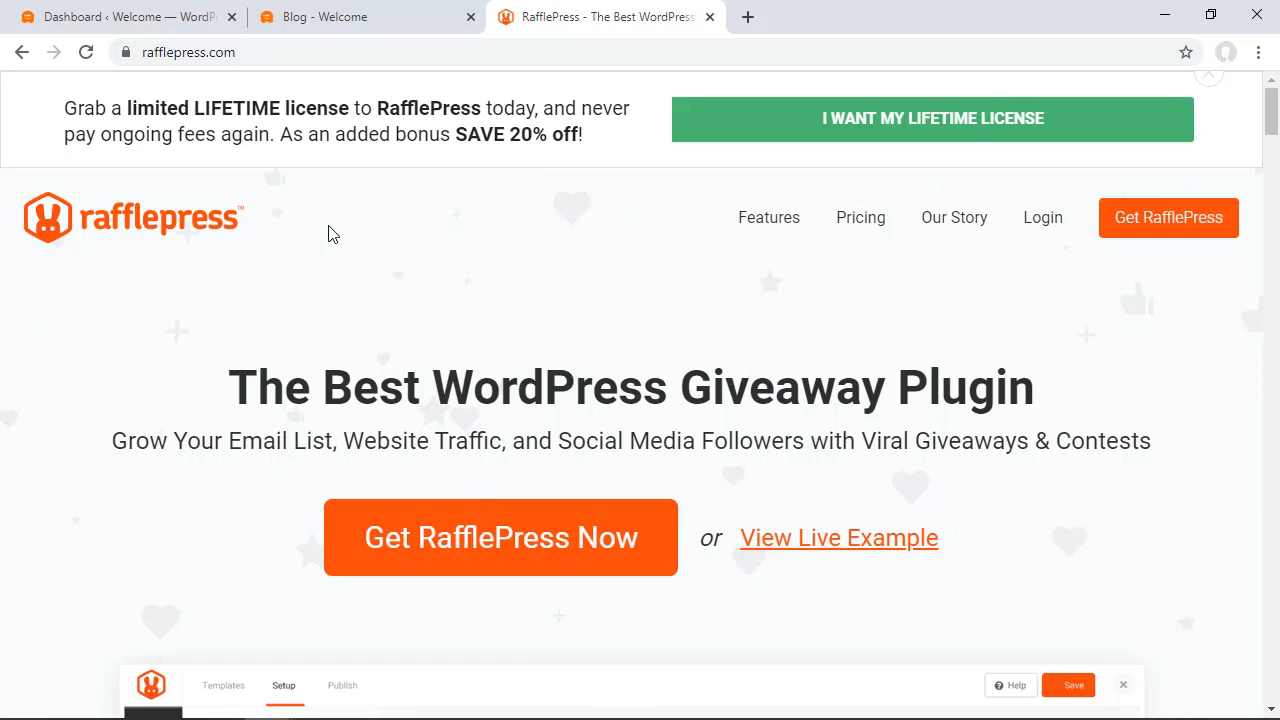 Dashboard ‹ Welcome — WordP
Blog - Welcome
RafflePress - The Best WordPress
rafflepress.com
Grab a limited LIFETIME license to RafflePress today, and never
pay ongoing fees again. As an added bonus SAVE 20% off!
I WANT MY LIFETIME LICENSE
rafflepress™
Features
Pricing
Our Story
Login
Get RafflePress
The Best WordPress Giveaway Plugin
Grow Your Email List, Website Traffic, and Social Media Followers with Viral Giveaways & Contests
Get RafflePress Now
or
View Live Example
Templates
Setup
Publish
Help
Save